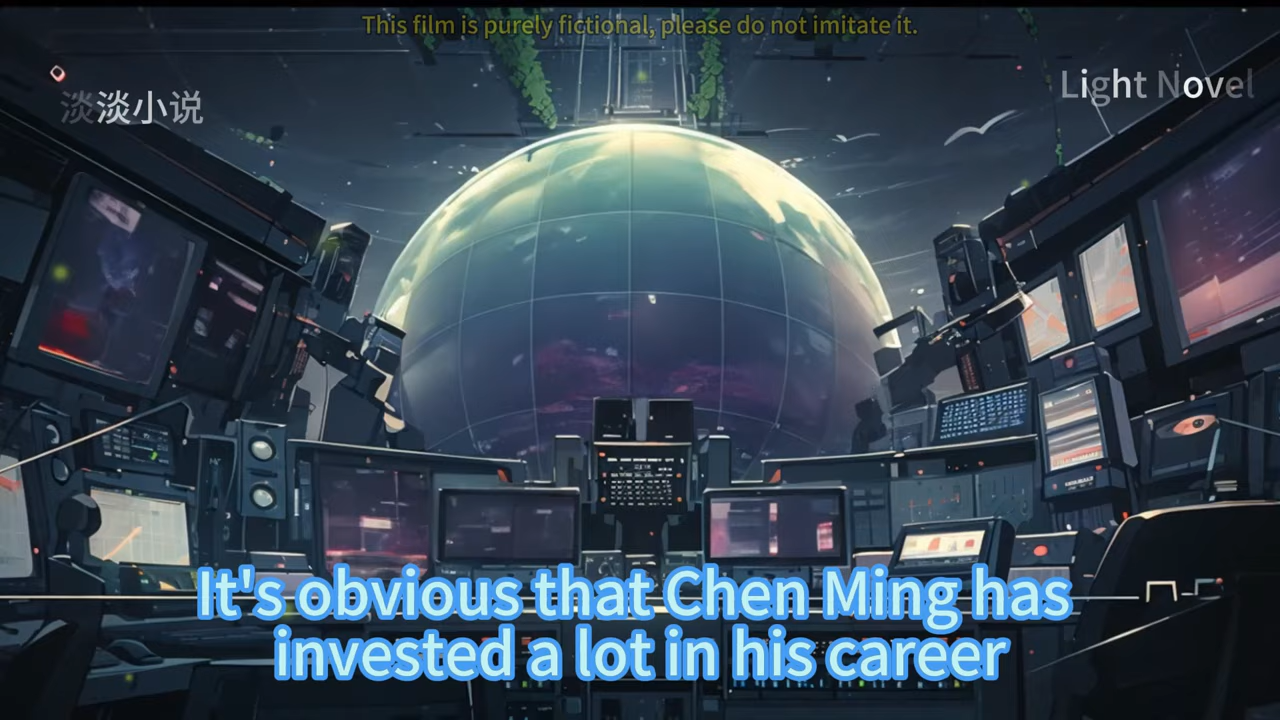 This film is purely fictional, please do not imitate it.
淡淡小说
Light Novel
It's obvious that Chen Ming has
invested a lot in his career